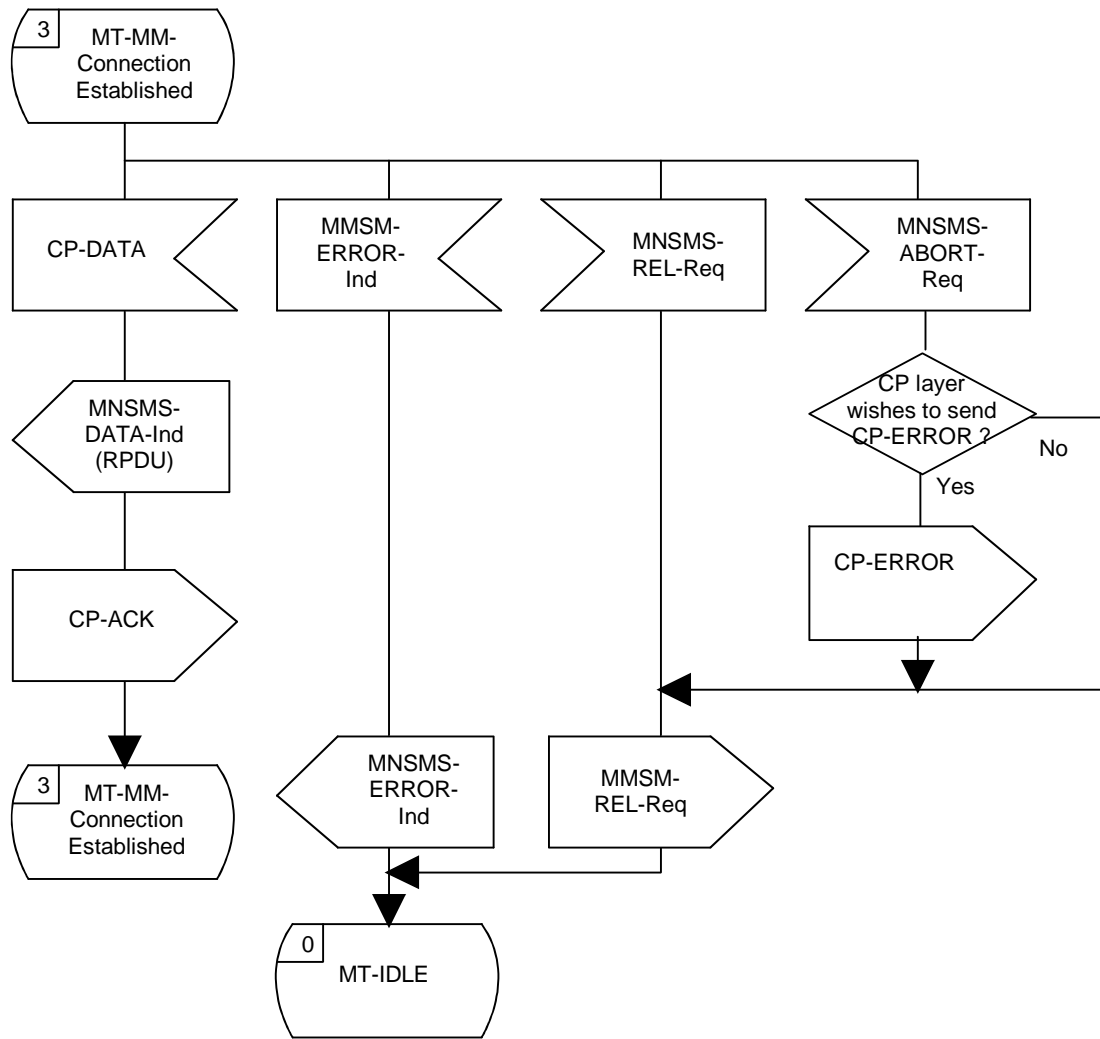 3
MT-MM-
Connection
Established
CP-DATA
MMSM-
ERROR-
Ind
MNSMS-
REL-Req
MNSMS-
ABORT-
Req
MNSMS-
DATA-Ind
(RPDU)
CP layer
wishes to send
CP-ERROR ?
No
Yes
CP-ERROR
CP-ACK
3
MT-MM-
Connection
Established
MNSMS-
ERROR-
Ind
MMSM-
REL-Req
0
MT-IDLE